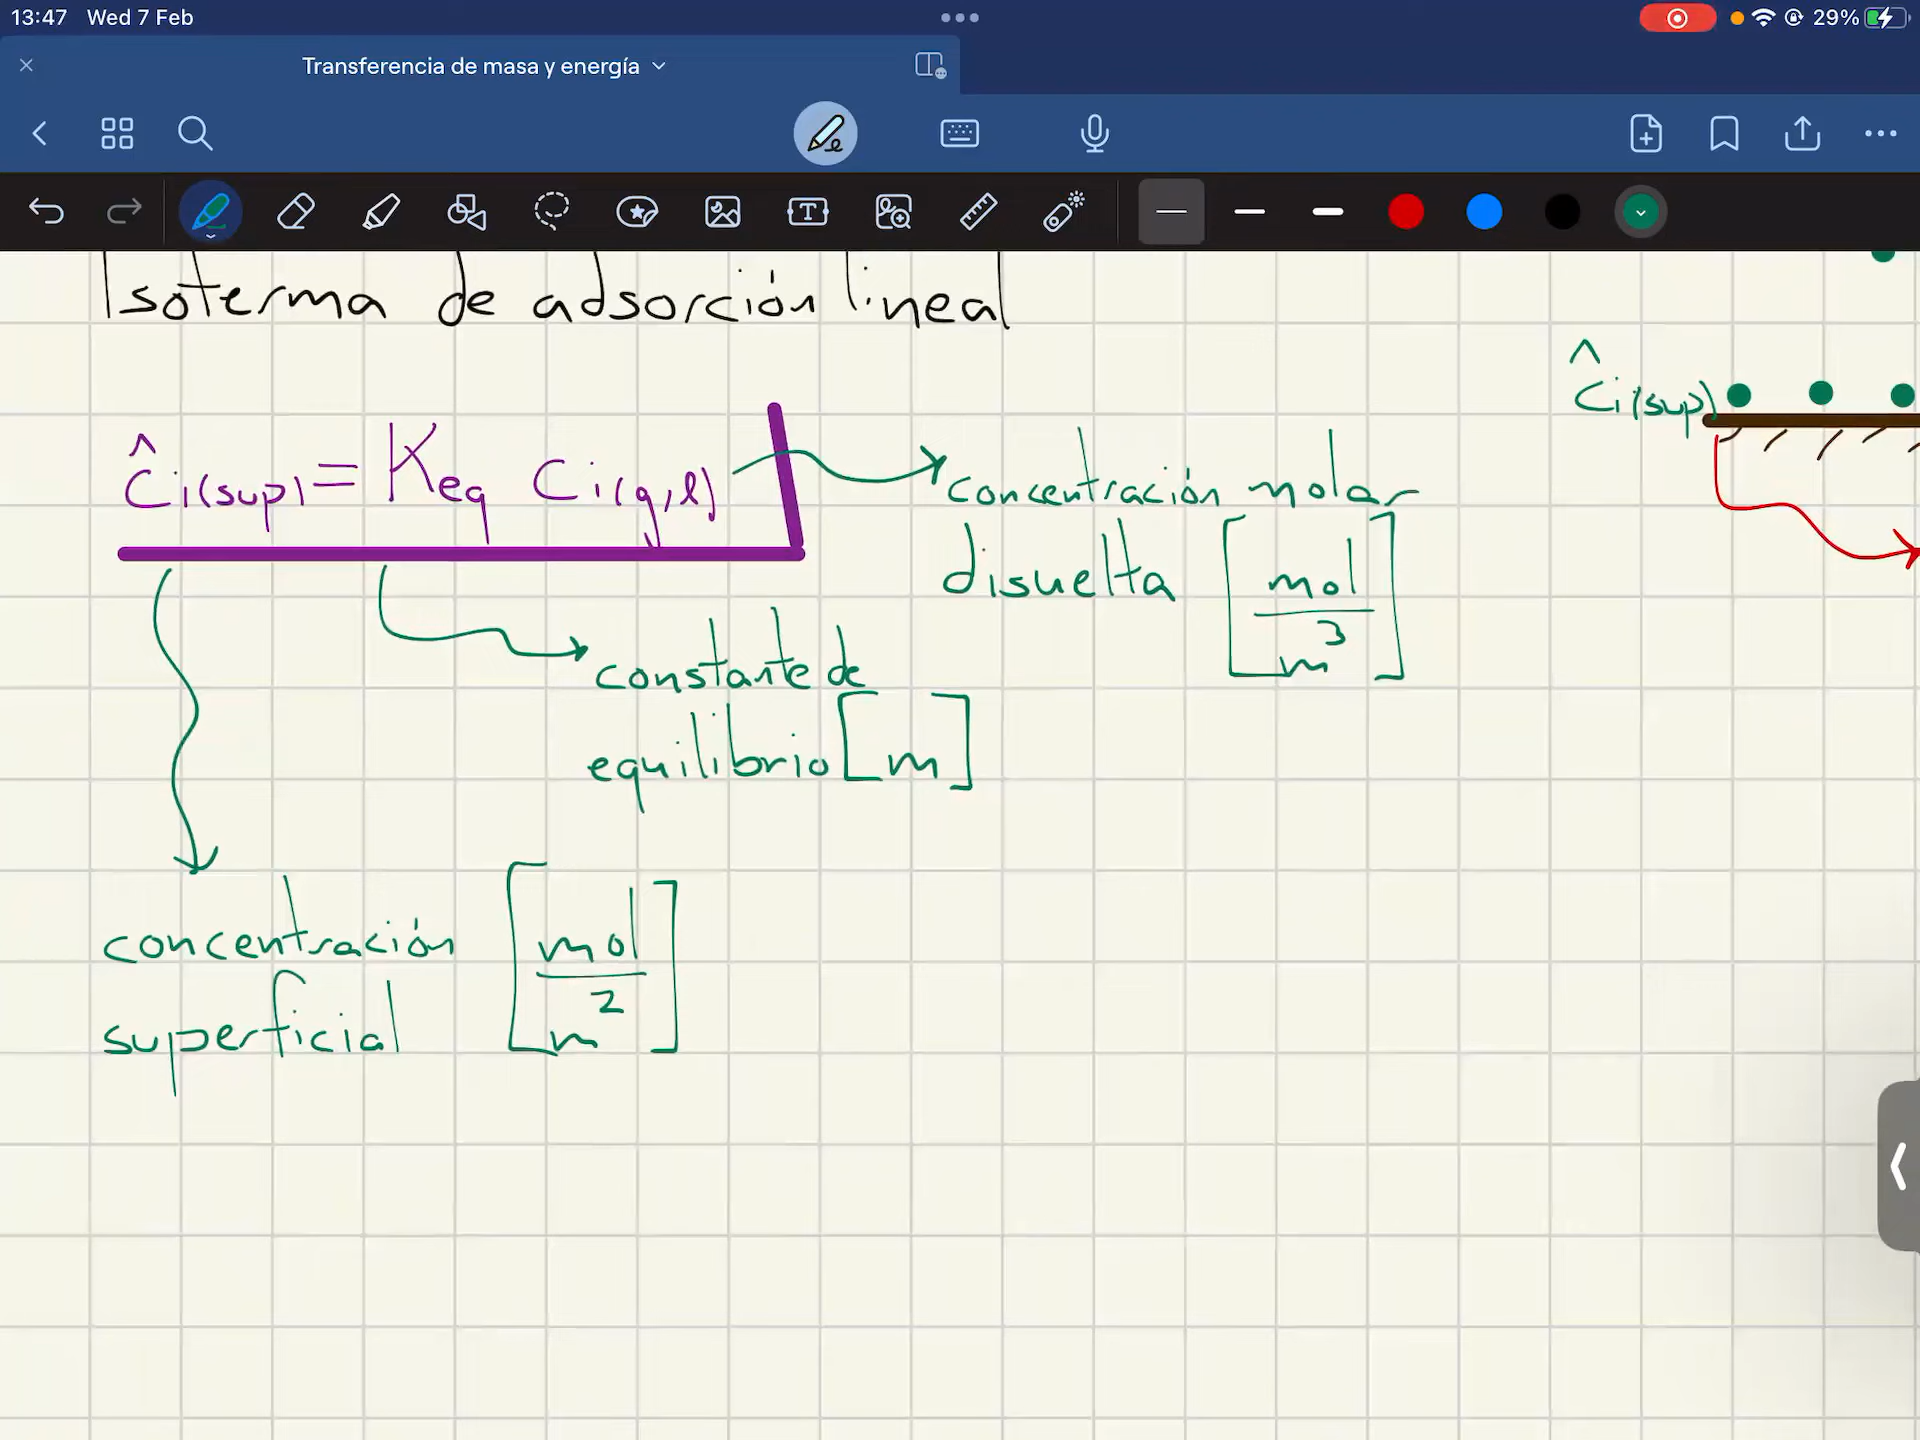 13:47 Wed 7 Feb
29%
Transferencia de masa y energía
Isoterma de adsorción lineal
ĉi(sup) = Keq Ci(g,l)
concentración molar
disuelta [mol/m³]
constante de
equilibrio [m]
concentración
superficial [mol/m²]
ĉi(sup)